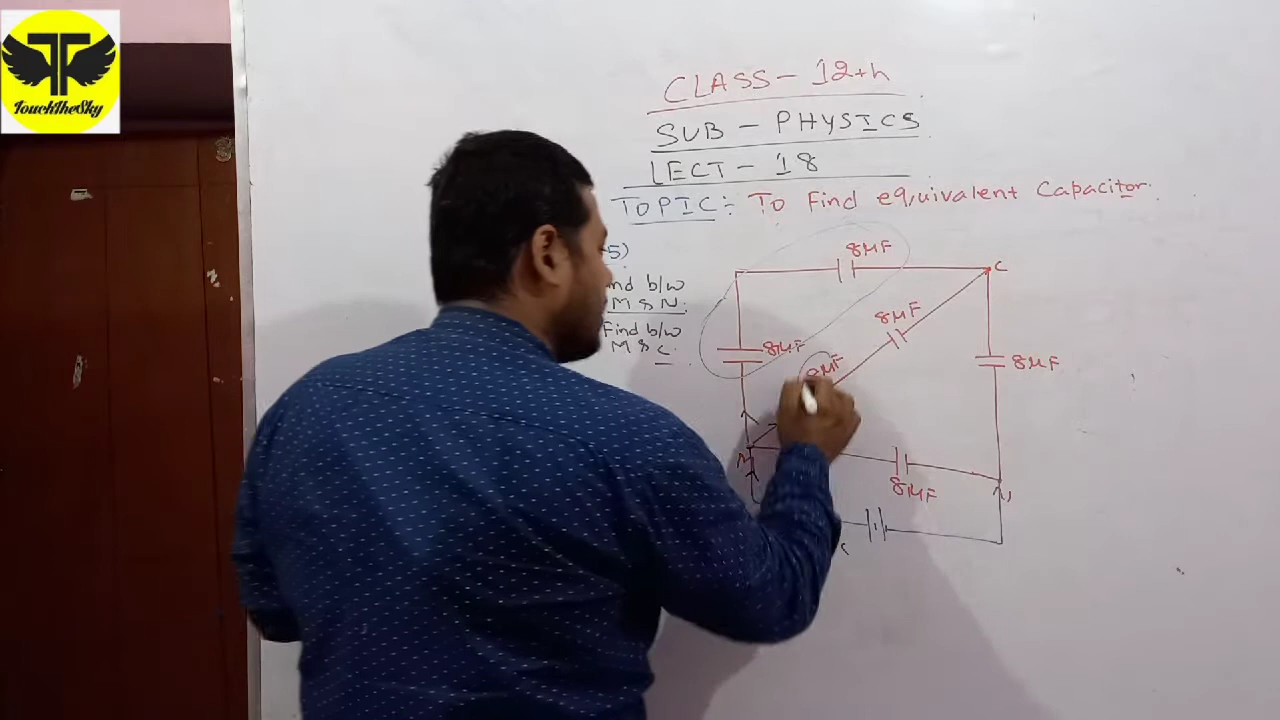 TouchTheSky
CLASS - 12th
SUB - PHYSICS
LECT - 18
TOPIC:- To Find equivalent Capacitor.
5)
Find b/w
M & N.
Find b/w
M & C.
8μF
C
8μF
8μF
8μF
8μF
M
8μF
N